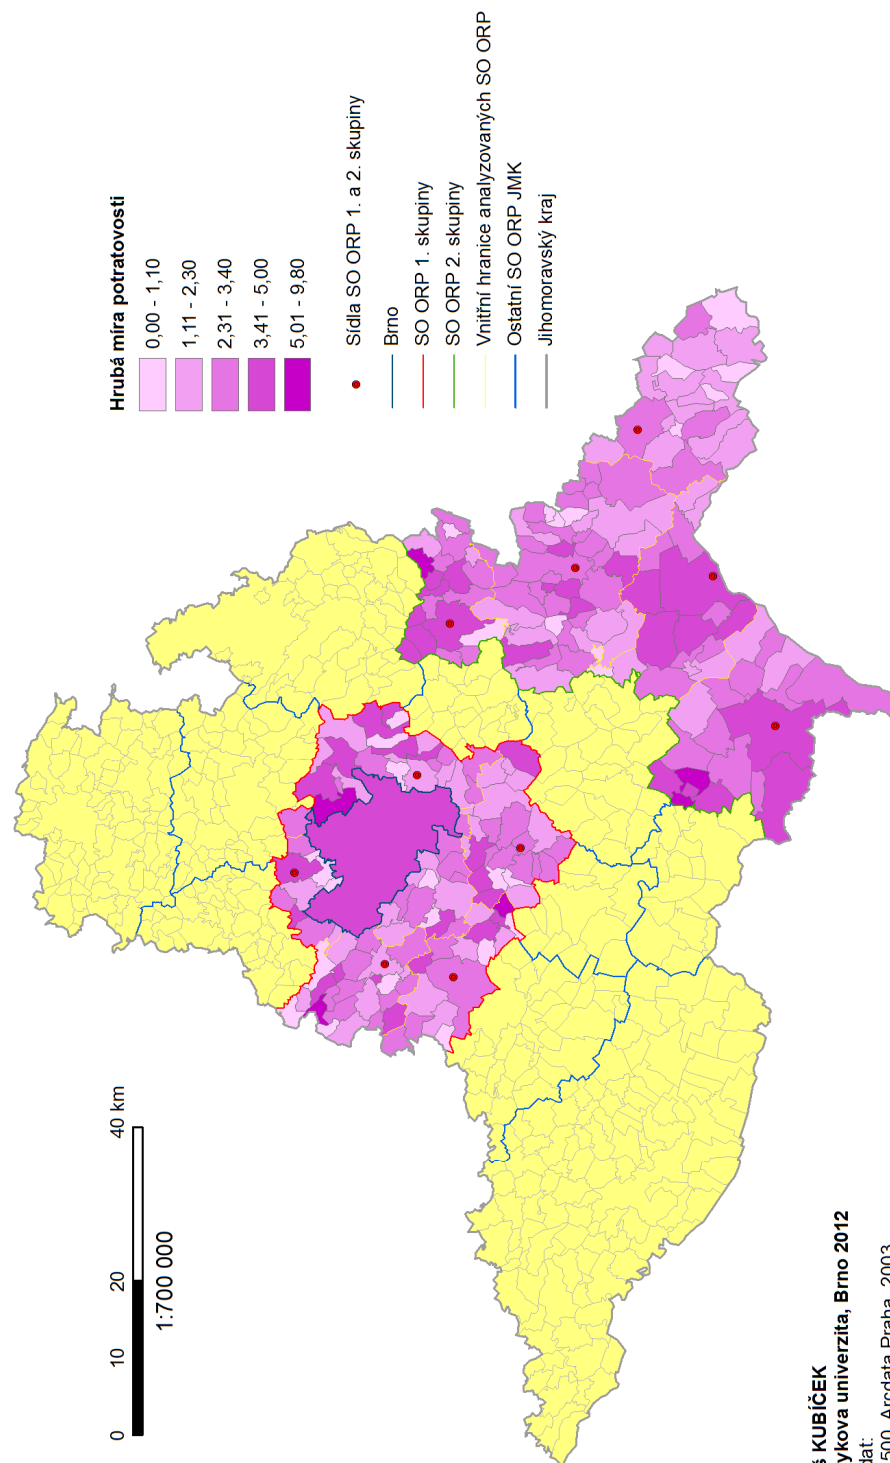 Hrubá míra potratovosti
0,00 - 1,10
1,11 - 2,30
2,31 - 3,40
3,41 - 5,00
5,01 - 9,80
Sídla SO ORP 1. a 2. skupiny
Brno
SO ORP 1. skupiny
SO ORP 2. skupiny
Vnitřní hranice analyzovaných SO ORP
Ostatní SO ORP JMK
Jihomoravský kraj
0 10 20 40 km
1:700 000
š KUBÍČEK
ykova univerzita, Brno 2012
dat:
500, Arcdata Praha, 2003